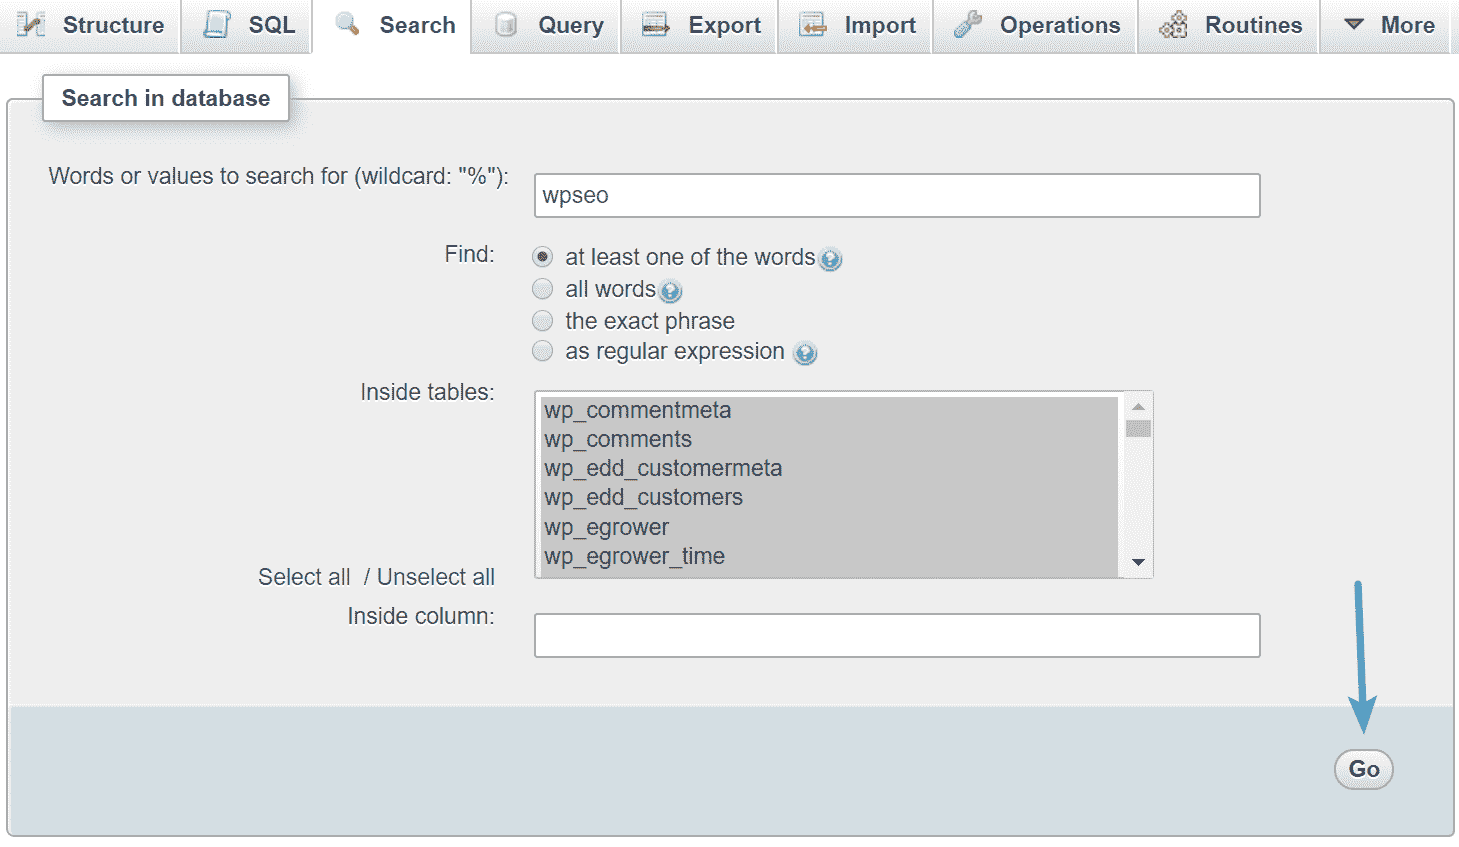 Structure SQL Search Query Export Import Operations Routines More
Search in database
Words or values to search for (wildcard: "%"):
wpseo
Find:
at least one of the words
all words
the exact phrase
as regular expression
Inside tables:
wp_commentmeta
wp_comments
wp_edd_customermeta
wp_edd_customers
wp_egrower
wp_egrower_time
Select all / Unselect all
Inside column:
Go